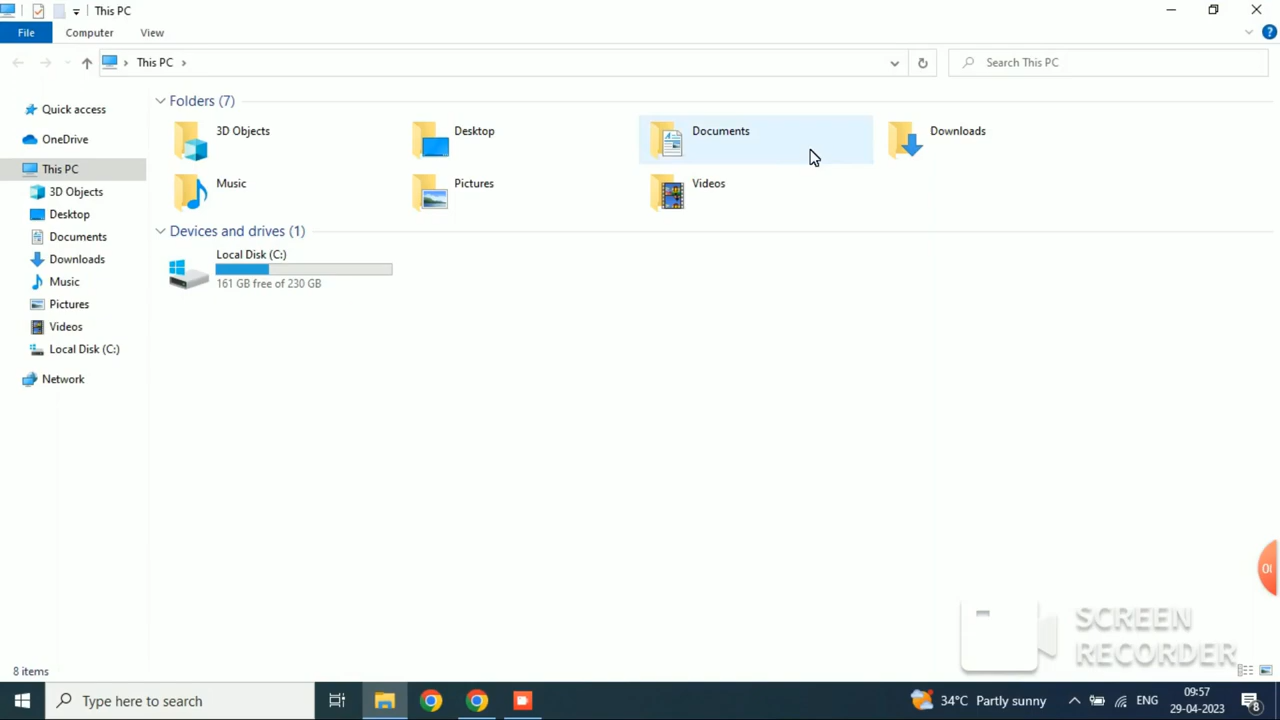 This PC
File Computer View
This PC
Search This PC
Quick access
OneDrive
This PC
3D Objects
Desktop
Documents
Downloads
Music
Pictures
Videos
Local Disk (C:)
Network
Folders (7)
3D Objects
Desktop
Documents
Downloads
Music
Pictures
Videos
Devices and drives (1)
Local Disk (C:)
161 GB free of 230 GB
SCREEN
RECORDER
8 items
Type here to search
34°C Partly sunny
ENG
09:57
29-04-2023
8